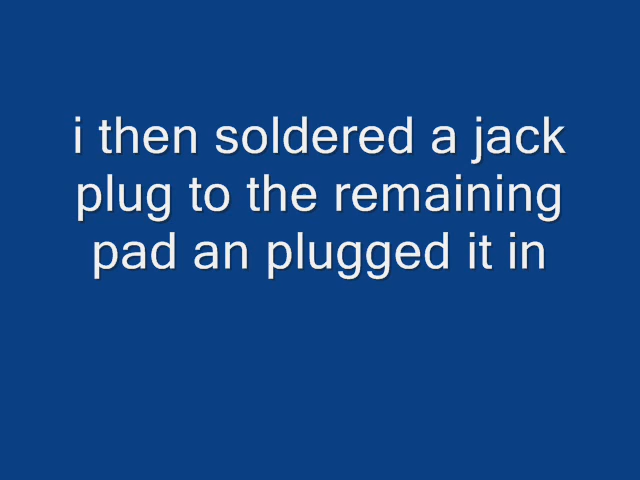 i then soldered a jack
plug to the remaining
pad an plugged it in